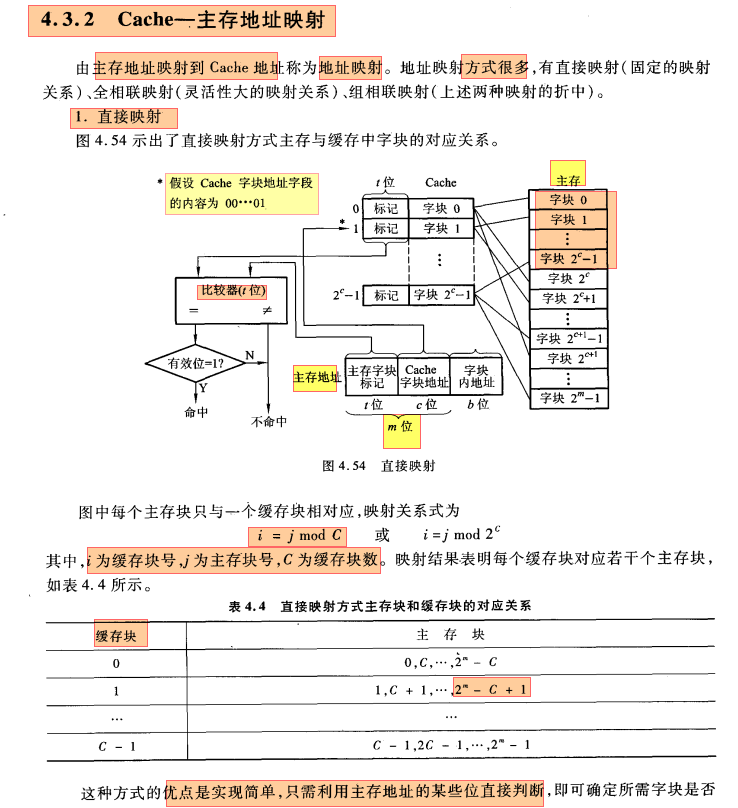 4.3.2 Cache—主存地址映射
由主存地址映射到 Cache 地址称为地址映射。地址映射方式很多,有直接映射(固定的映射
关系)、全相联映射(灵活性大的映射关系)、组相联映射(上述两种映射的折中)。
1. 直接映射
图 4.54 示出了直接映射方式主存与缓存中字块的对应关系。
* 假设 Cache 字块地址字段
的内容为 00…01
t位 Cache 主存
0 标记 字块 0
* 1 标记 字块 1
⋮
2^c−1 标记 字块 2^c−1
字块 0
字块 1
⋮
字块 2^c−1
字块 2^c
字块 2^c+1
⋮
字块 2^{c+1}−1
字块 2^{c+1}
⋮
字块 2^m−1
比较器(t位)
= ≠
有效位=1? N
Y
命中 不命中
主存地址
主存字块标记 Cache字块地址 字块内地址
t位 c位 b位
m位
图 4.54 直接映射
图中每个主存块只与一个缓存块相对应,映射关系式为
i = j mod C 或 i = j mod 2^c
其中,i 为缓存块号,j 为主存块号,C 为缓存块数。映射结果表明每个缓存块对应若干个主存块,
如表 4.4 所示。
表 4.4 直接映射方式主存块和缓存块的对应关系
缓存块 主 存 块
0 0,C,…,2^m − C
1 1,C + 1,…,2^m − C + 1
… …
C − 1 C − 1,2C − 1,…,2^m − 1
这种方式的优点是实现简单,只需利用主存地址的某些位直接判断,即可确定所需字块是否